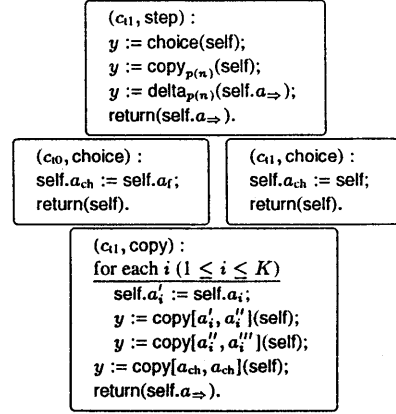 (c_{t1}, step) :
y := choice(self);
y := copy_{p(n)}(self);
y := delta_{p(n)}(self.a_⇒);
return(self.a_⇒).
(c_{t0}, choice) :
self.a_{ch} := self.a_f;
return(self).
(c_{t1}, choice) :
self.a_{ch} := self;
return(self).
(c_{t1}, copy) :
for each i (1 ≤ i ≤ K)
self.a'_i := self.a_i;
y := copy[a'_i, a''_i](self);
y := copy[a''_i, a'''_i](self);
y := copy[a_{ch}, a_{ch}](self);
return(self.a_⇒).